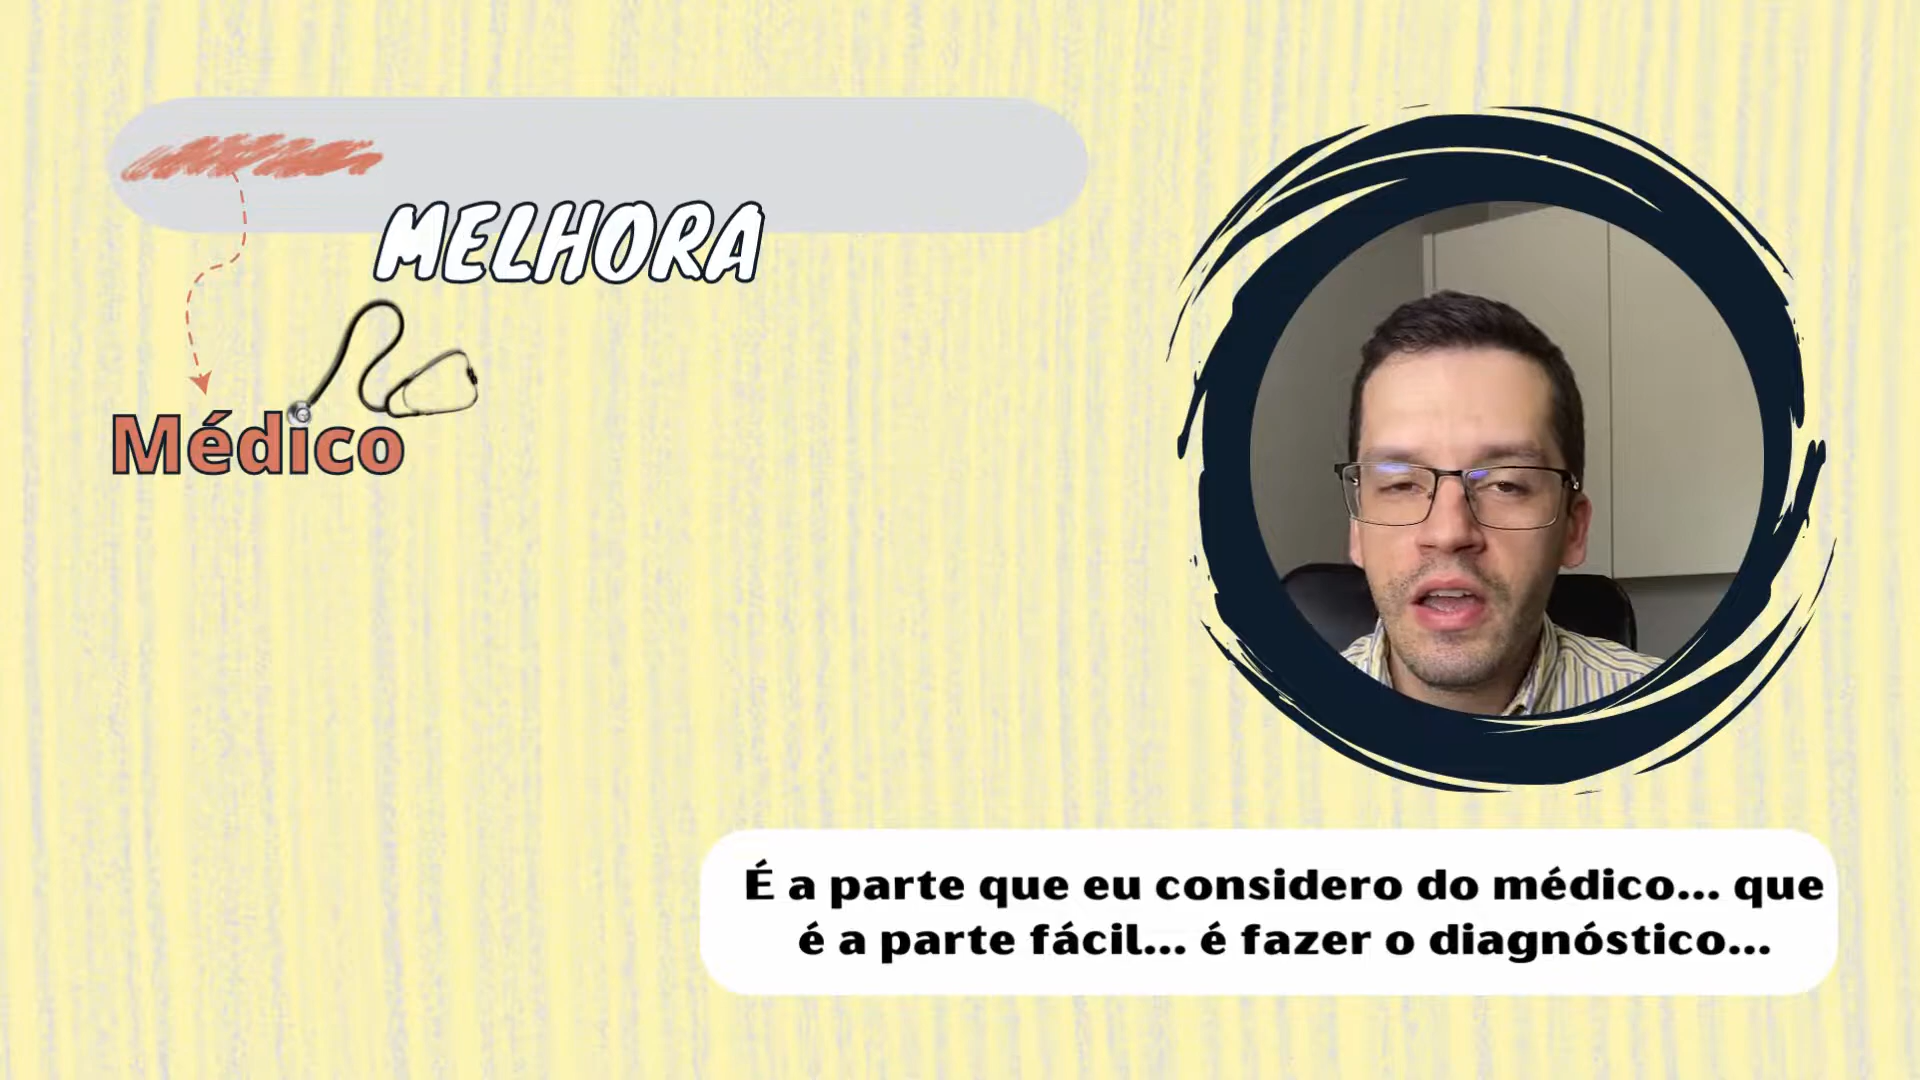 MELHORA
Médico
É a parte que eu considero do médico... que
é a parte fácil... é fazer o diagnóstico...